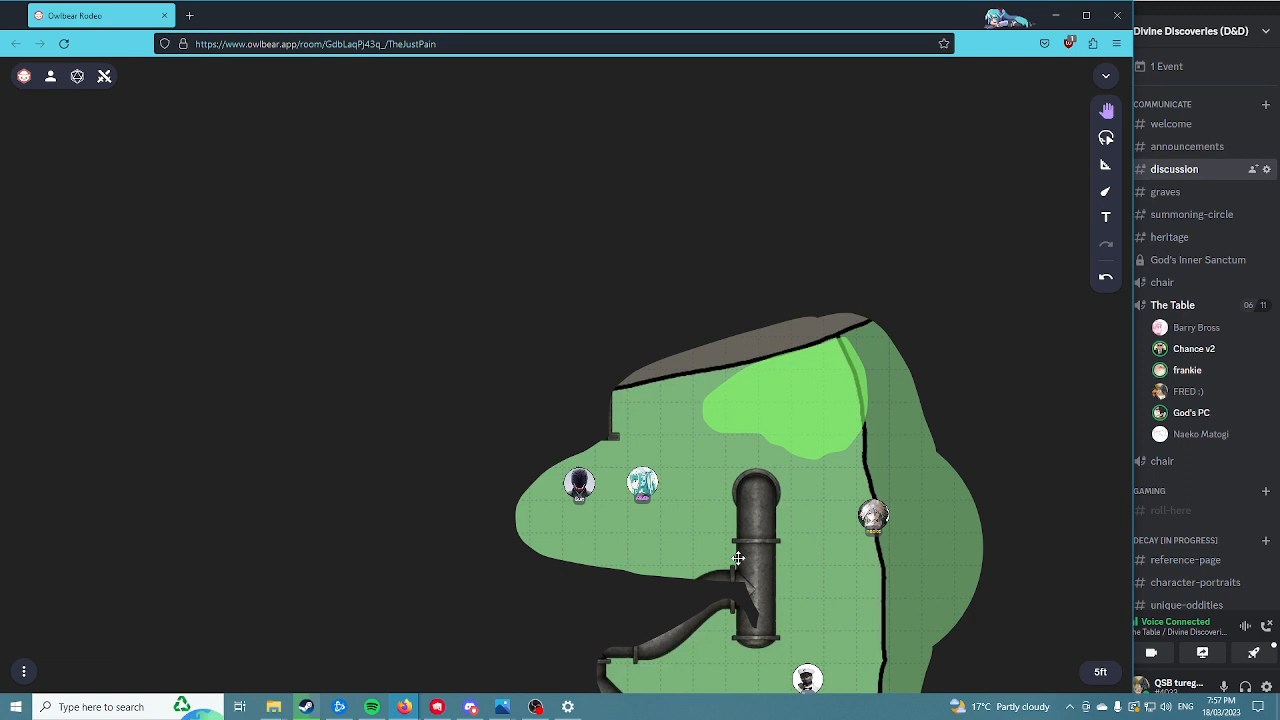 Owlbear Rodeo
https://www.owlbear.app/room/GdbLaqPj43q_/TheJustPain
Divine Discoveries (D&D)
1 Event
COMMUNICATE
welcome
announcements
discussion
graves
summoning-circle
heritage
God's Inner Sanctum
chair
The Table 06 11
Barry Bross
Chance v2
frankie
FRED :)
God's PC
Naeko Matogi
chair
GAMING
roll-here
DECAY [IN PROGRESS]
reference-page
character-portraits
unique-oddities
Voice Connected
he Table / Divine Discoveri...
5ft
QSB tureg...
Type here to search
17°C Partly cloudy
ENG
7:57 PM
18/03/2023